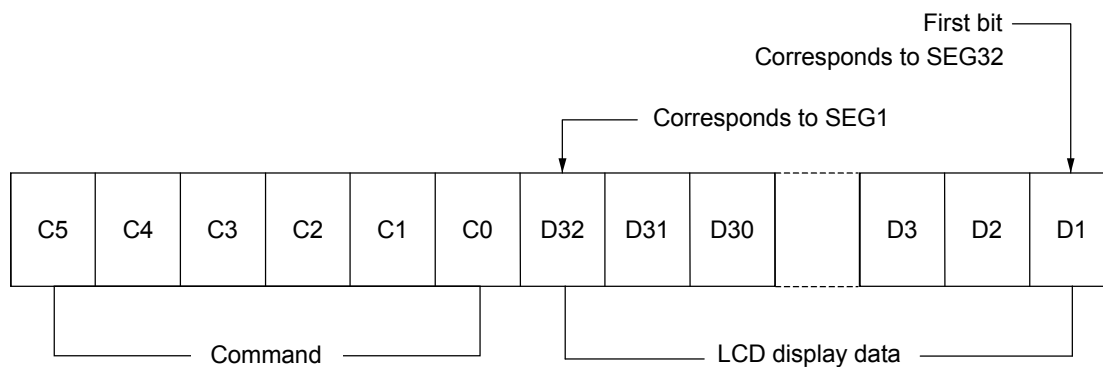 First bit
Corresponds to SEG32
Corresponds to SEG1
C5 C4 C3 C2 C1 C0 D32 D31 D30 D3 D2 D1
Command
LCD display data